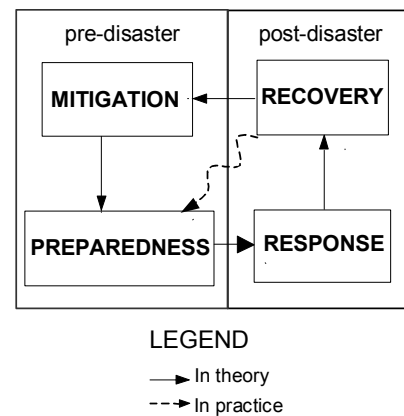 pre-disaster
post-disaster
MITIGATION
RECOVERY
PREPAREDNESS
RESPONSE
LEGEND
In theory
In practice